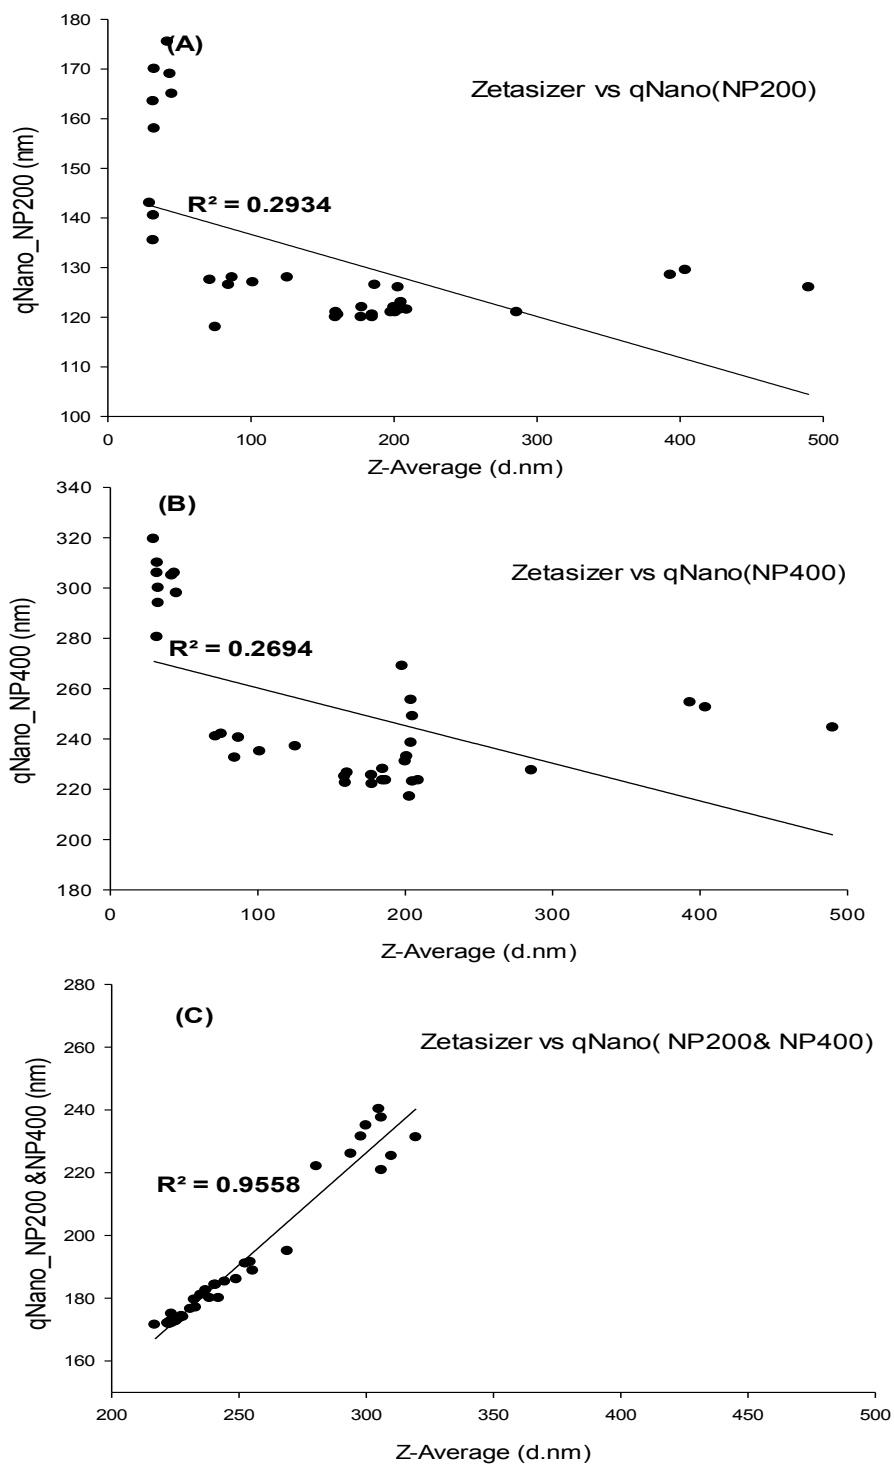 180
(A)
170
Zetasizer vs qNano(NP200)
160
150
140
R² = 0.2934
130
120
110
100
qNano_NP200 (nm)
0 100 200 300 400 500
Z-Average (d.nm)
340
(B)
320
Zetasizer vs qNano(NP400)
300
280
R² = 0.2694
260
240
220
200
180
qNano_NP400 (nm)
0 100 200 300 400 500
Z-Average (d.nm)
280
(C)
Zetasizer vs qNano( NP200& NP400)
260
240
220
R² = 0.9558
200
180
160
qNano_NP200 &NP400 (nm)
200 250 300 350 400 450 500
Z-Average (d.nm)